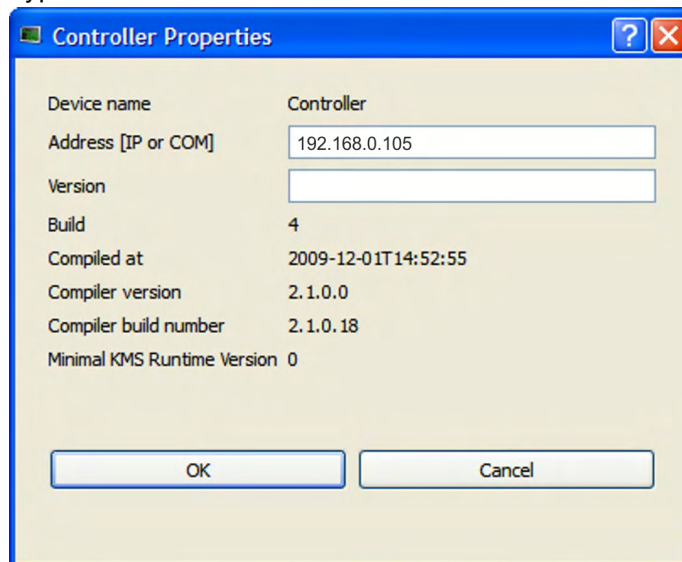 Controller Properties
Device name Controller
Address [IP or COM] 192.168.0.105
Version
Build 4
Compiled at 2009-12-01T14:52:55
Compiler version 2.1.0.0
Compiler build number 2.1.0.18
Minimal KMS Runtime Version 0
OK Cancel